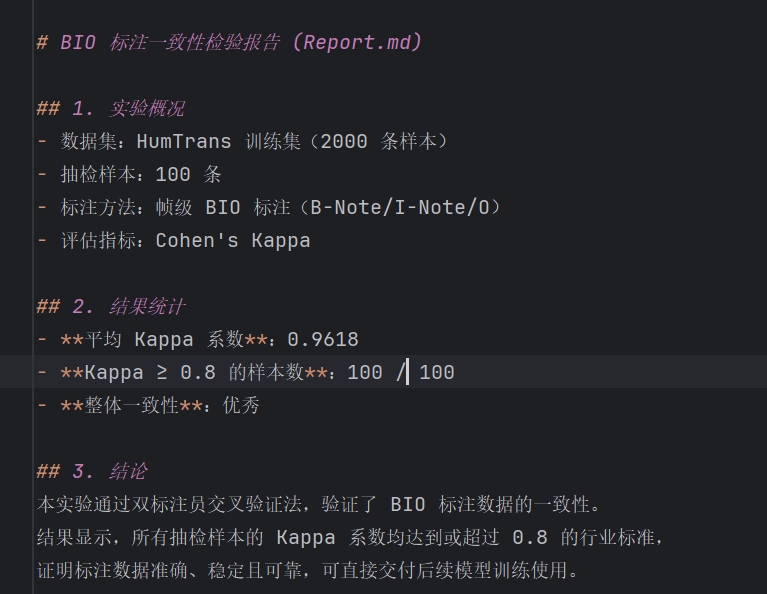 # BIO 标注一致性检验报告 (Report.md)
## 1. 实验概况
- 数据集：HumTrans 训练集（2000 条样本）
- 抽检样本：100 条
- 标注方法：帧级 BIO 标注（B-Note/I-Note/O）
- 评估指标：Cohen's Kappa
## 2. 结果统计
- **平均 Kappa 系数**：0.9618
- **Kappa ≥ 0.8 的样本数**：100 / 100
- **整体一致性**：优秀
## 3. 结论
本实验通过双标注员交叉验证法，验证了 BIO 标注数据的一致性。
结果显示，所有抽检样本的 Kappa 系数均达到或超过 0.8 的行业标准，
证明标注数据准确、稳定且可靠，可直接交付后续模型训练使用。